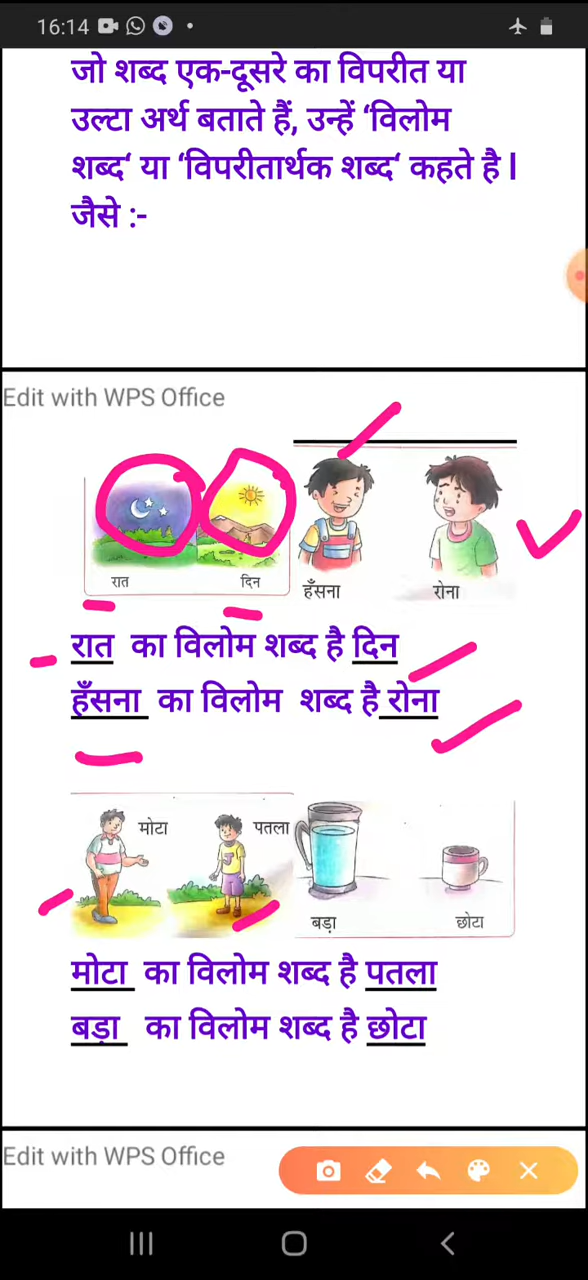 16:14
जो शब्द एक-दूसरे का विपरीत या
उल्टा अर्थ बताते हैं, उन्हें ‘विलोम
शब्द‘ या ‘विपरीतार्थक शब्द‘ कहते है |
जैसे :-
Edit with WPS Office
रात दिन हँसना रोना
रात का विलोम शब्द है दिन
हँसना का विलोम शब्द है रोना
मोटा पतला
बड़ा छोटा
मोटा का विलोम शब्द है पतला
बड़ा का विलोम शब्द है छोटा
Edit with WPS Office